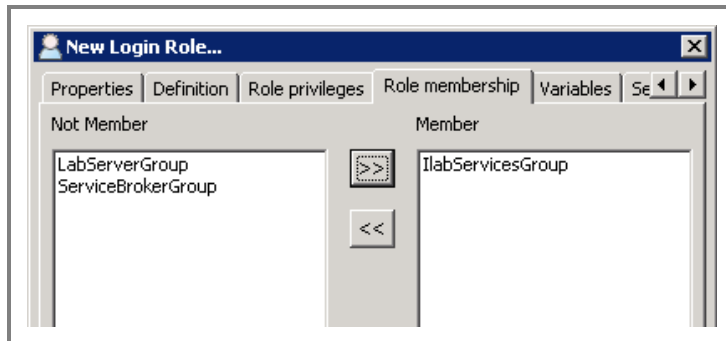 New Login Role...
Properties Definition Role privileges Role membership Variables Se
Not Member Member
LabServerGroup >> IlabServicesGroup
ServiceBrokerGroup
<<